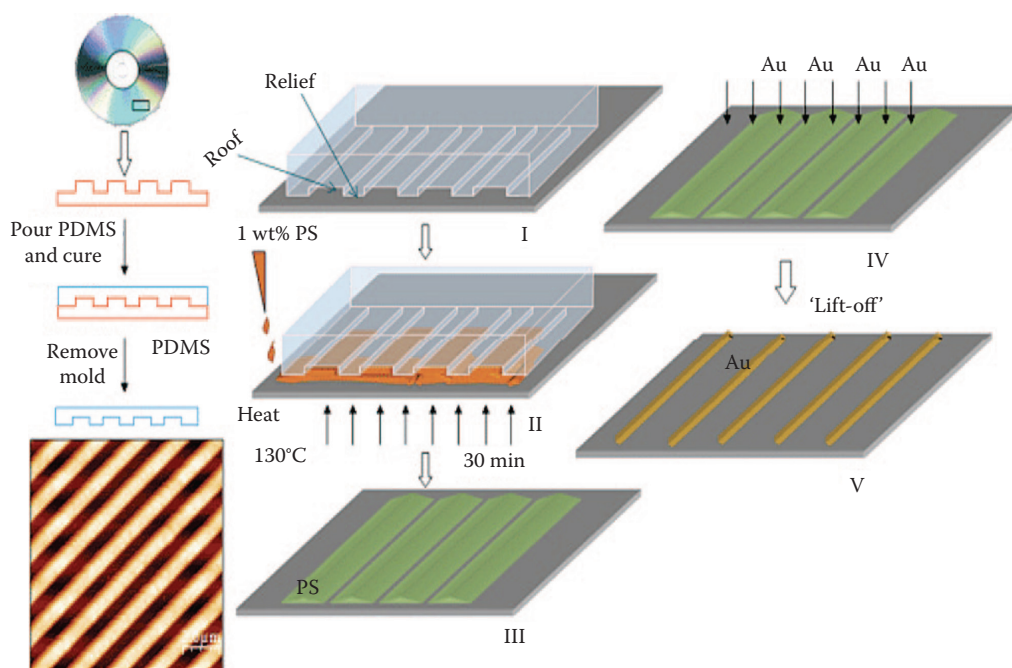 Pour PDMS
and cure
PDMS
Remove
mold
Relief
Roof
I
1 wt% PS
Heat
II
130°C
30 min
PS
III
Au Au Au Au
IV
'Lift-off'
Au
V